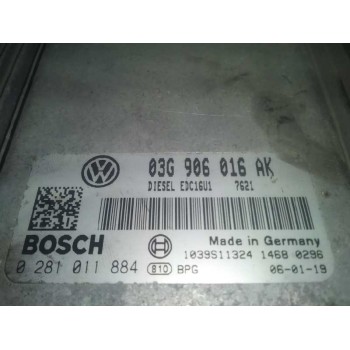 03G 906 016 AK
DIESEL EDC16U1 7621
BOSCH
Made in Germany
1039S11324 1468 0296
0 281 011 884 810 BPG 06-01-19